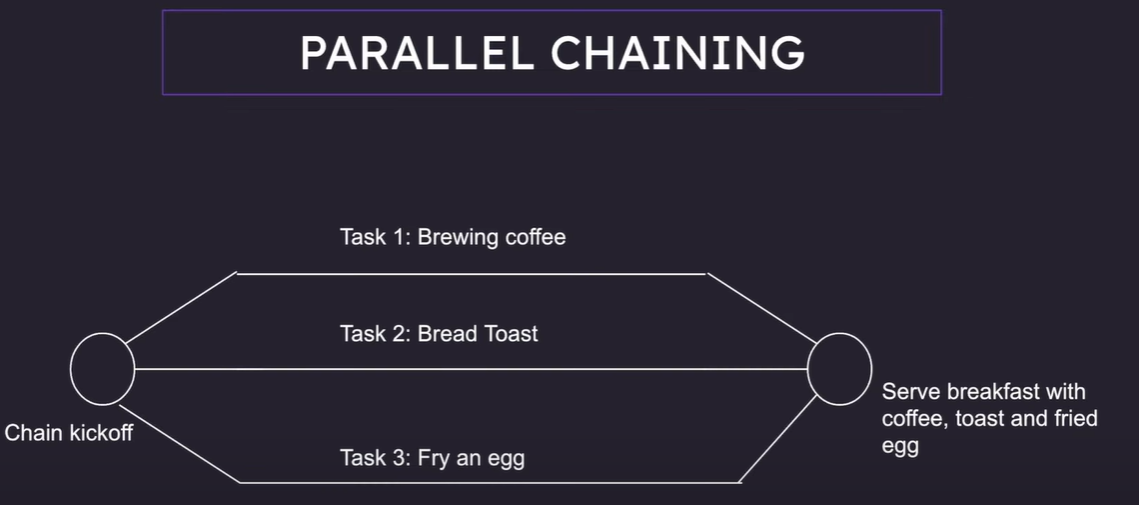 PARALLEL CHAINING
Task 1: Brewing coffee
Task 2: Bread Toast
Chain kickoff
Task 3: Fry an egg
Serve breakfast with
coffee, toast and fried
egg